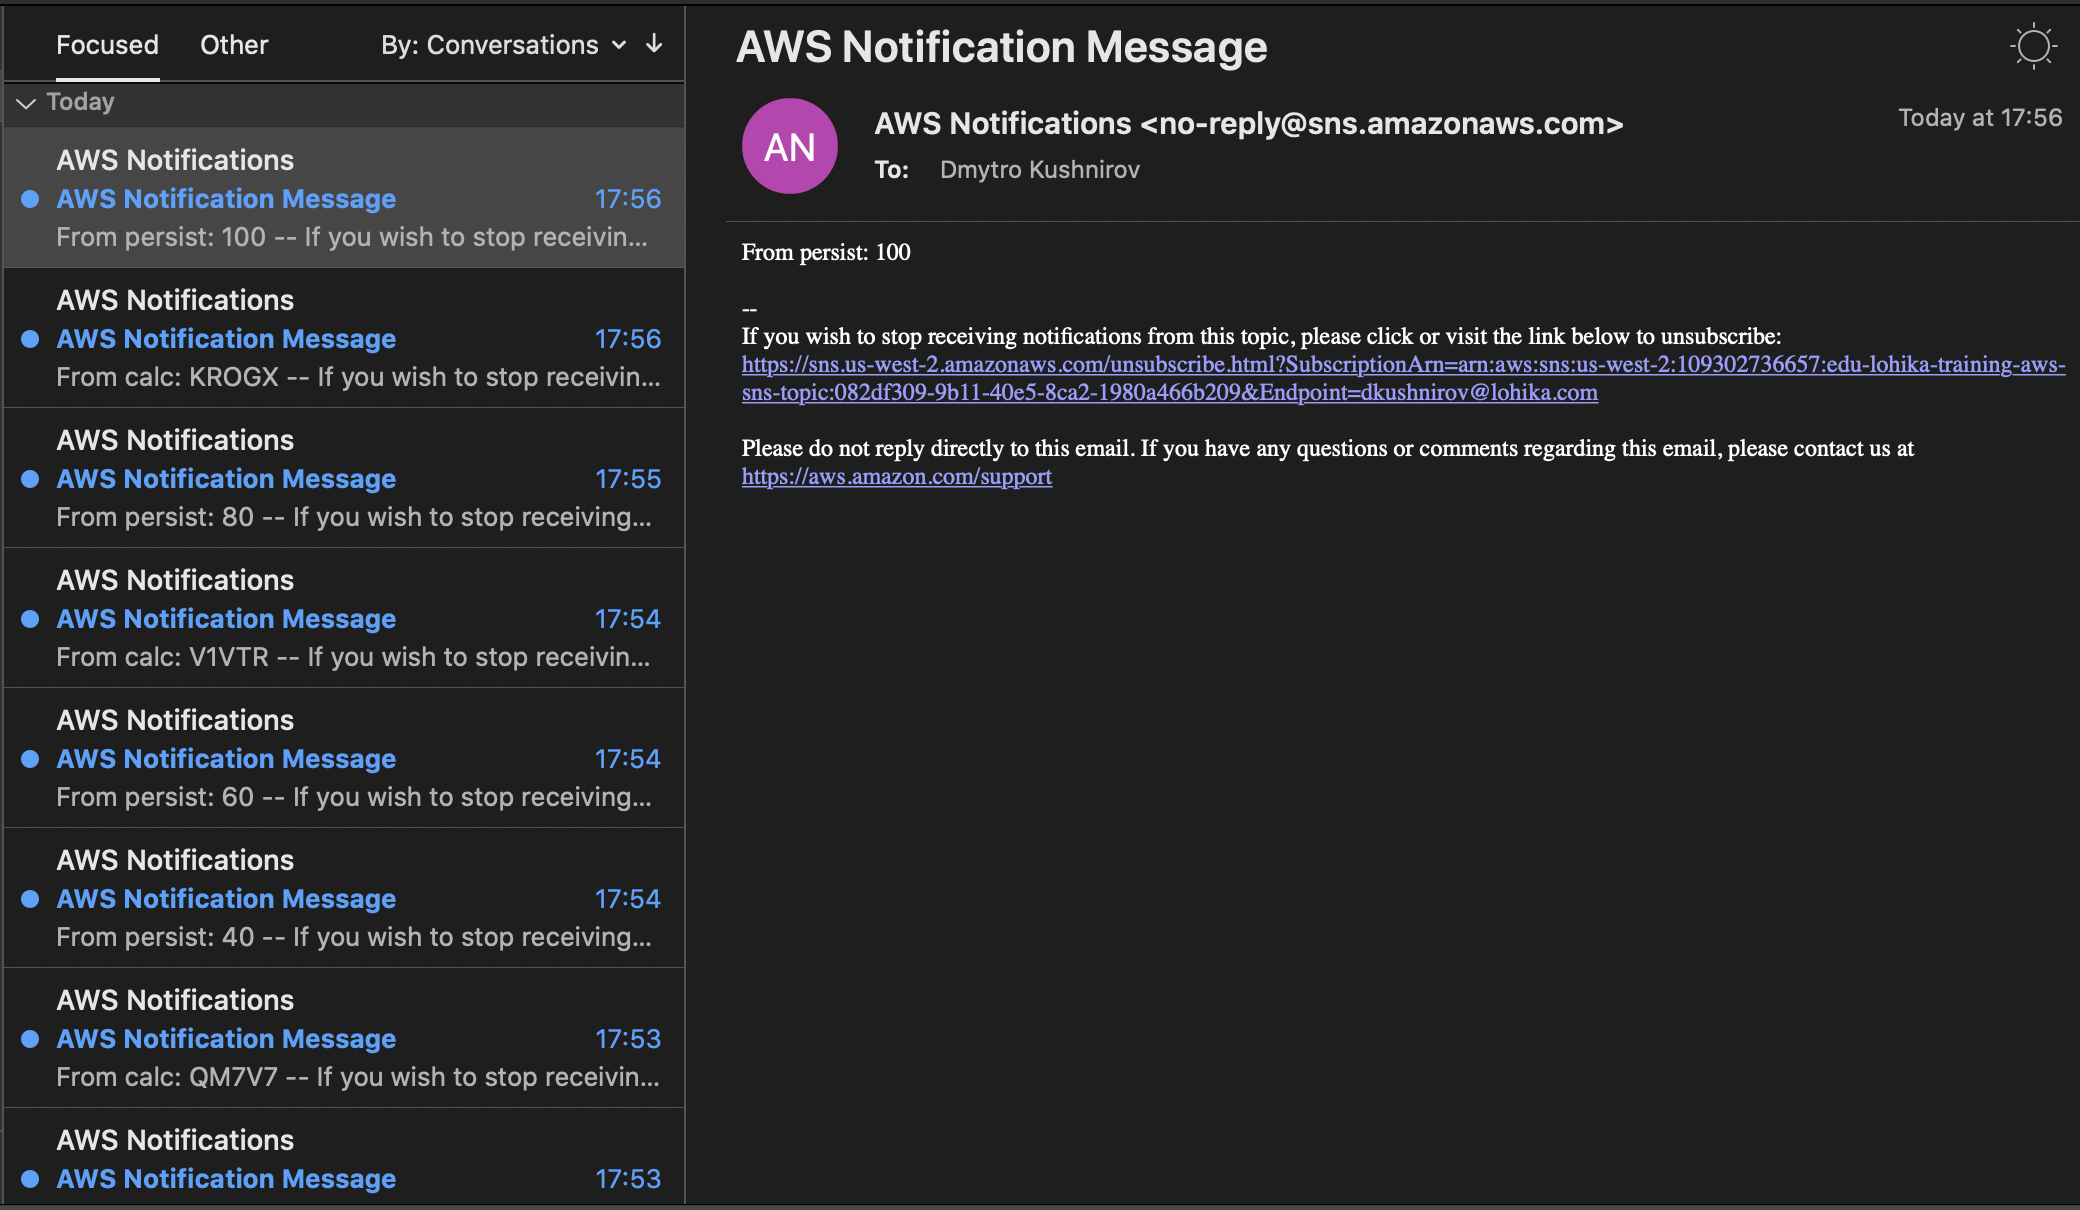 Focused Other By: Conversations
Today
AWS Notifications
AWS Notification Message 17:56
From persist: 100 -- If you wish to stop receivin...
AWS Notifications
AWS Notification Message 17:56
From calc: KROGX -- If you wish to stop receivin...
AWS Notifications
AWS Notification Message 17:55
From persist: 80 -- If you wish to stop receiving...
AWS Notifications
AWS Notification Message 17:54
From calc: V1VTR -- If you wish to stop receivin...
AWS Notifications
AWS Notification Message 17:54
From persist: 60 -- If you wish to stop receiving...
AWS Notifications
AWS Notification Message 17:54
From persist: 40 -- If you wish to stop receiving...
AWS Notifications
AWS Notification Message 17:53
From calc: QM7V7 -- If you wish to stop receivin...
AWS Notifications
AWS Notification Message 17:53
AWS Notification Message
AN
AWS Notifications <no-reply@sns.amazonaws.com>
Today at 17:56
To: Dmytro Kushnirov
From persist: 100
--
If you wish to stop receiving notifications from this topic, please click or visit the link below to unsubscribe:
https://sns.us-west-2.amazonaws.com/unsubscribe.html?SubscriptionArn=arn:aws:sns:us-west-2:109302736657:edu-lohika-training-aws-
sns-topic:082df309-9b11-40e5-8ca2-1980a466b209&Endpoint=dkushnirov@lohika.com
Please do not reply directly to this email. If you have any questions or comments regarding this email, please contact us at
https://aws.amazon.com/support